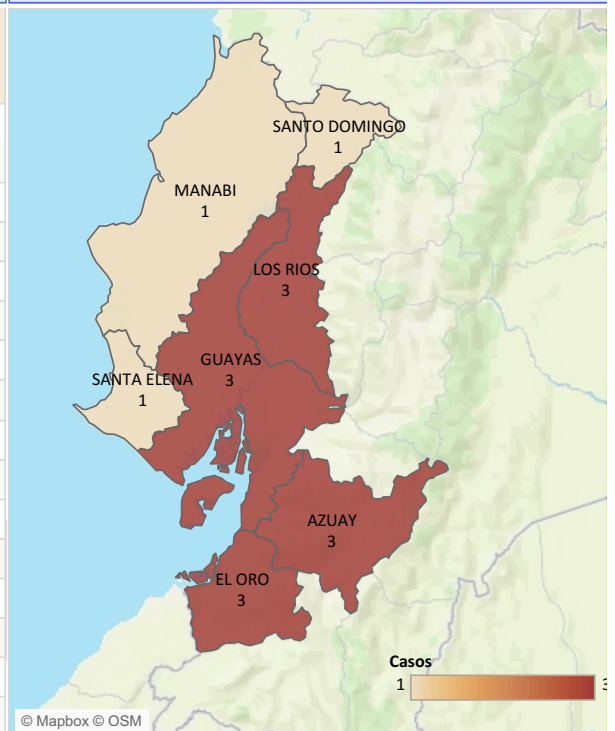 SANTO DOMINGO
1
MANABI
1
LOS RIOS
3
GUAYAS
3
SANTA ELENA
1
AZUAY
3
EL ORO
3
Casos
1 3
© Mapbox © OSM